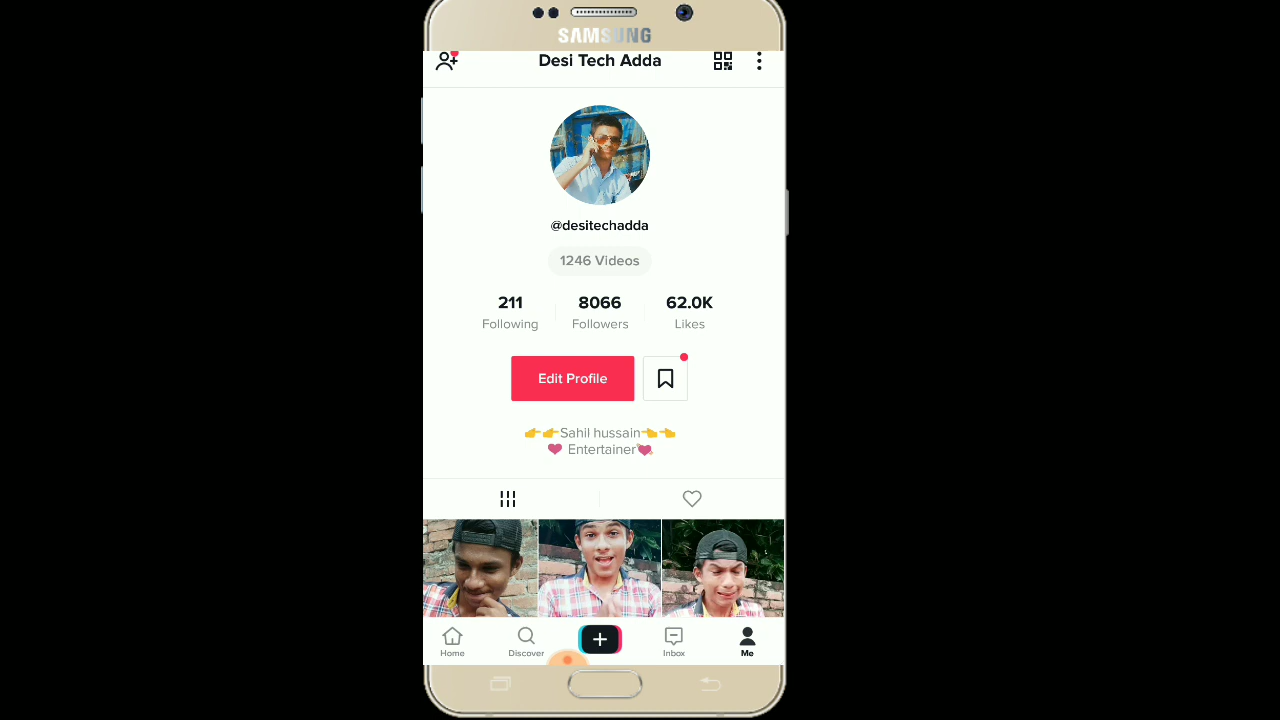 SAMSUNG
Desi Tech Adda
@desitechadda
1246 Videos
211 8066 62.0K
Following Followers Likes
Edit Profile
👉👉Sahil hussain👈👈
❤ Entertainer💘
Home Discover Inbox Me